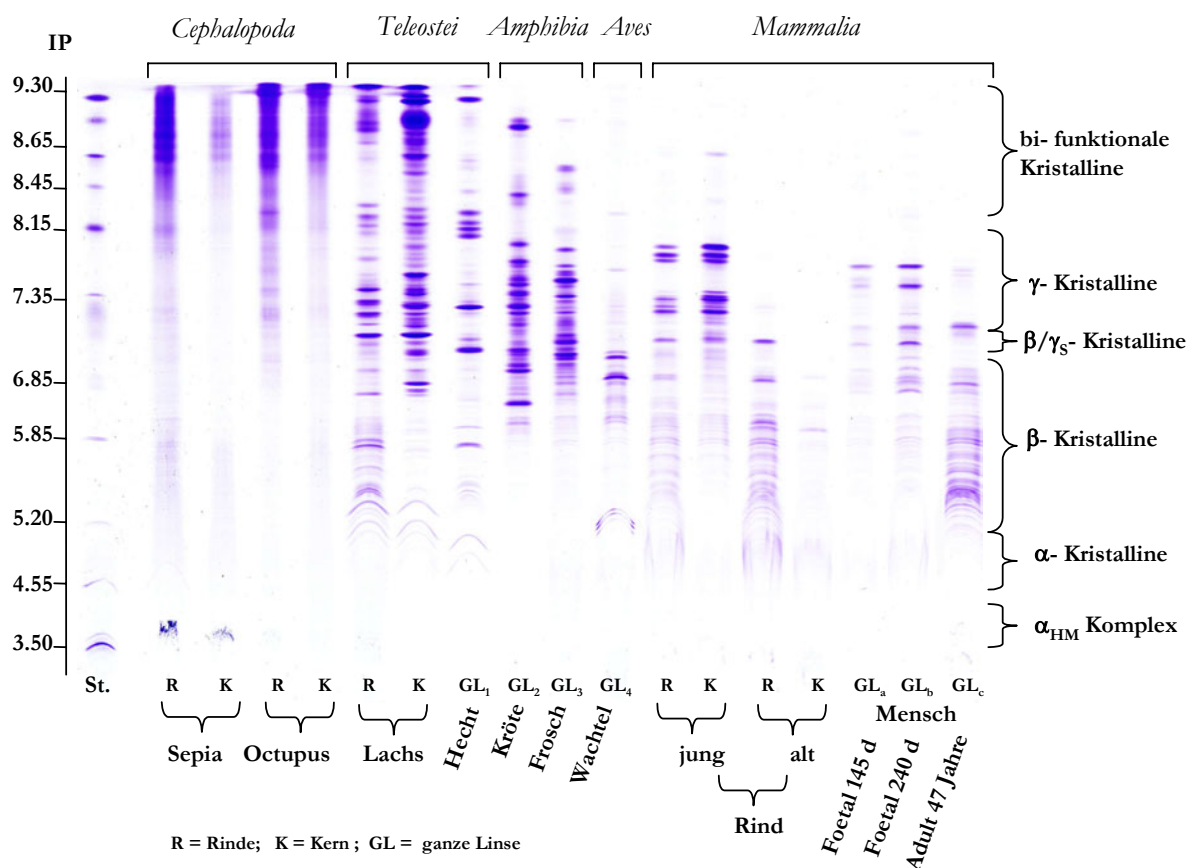 Cephalopoda Teleostei Amphibia Aves Mammalia
IP
9.30
8.65
8.45
8.15
7.35
6.85
5.85
5.20
4.55
3.50
bi- funktionale
Kristalline
γ- Kristalline
β/γS- Kristalline
β- Kristalline
α- Kristalline
αHM Komplex
St. R K R K R K GL1 GL2 GL3 GL4 R K R K GLa GLb GLc
Sepia Octupus Lachs Hecht Kröte Frosch Wachtel jung alt Mensch
Rind
Foetal 145 d
Foetal 240 d
Adult 47 Jahre
R = Rinde; K = Kern ; GL = ganze Linse